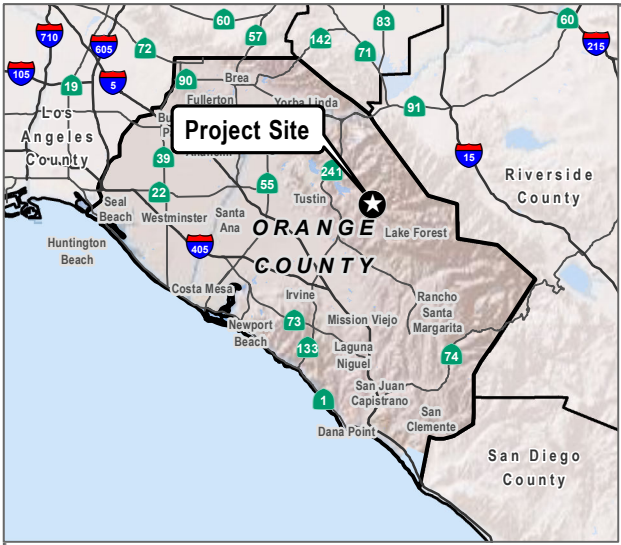 60
83
60
710
57
142
605
72
71
215
105
90
Brea
19
5
Fullerton
Yorba Linda
91
Los
Angeles
County
Project Site
39
15
241
Riverside
County
55
22
Tustin
Seal
Beach
Westminster
Santa
Ana
ORANGE
COUNTY
Lake Forest
Huntington
Beach
405
Costa Mesa
Irvine
Rancho
Santa
Margarita
Newport
Beach
73
Mission Viejo
133
Laguna
Niguel
74
San Juan
Capistrano
1
San
Clemente
Dana Point
San Diego
County